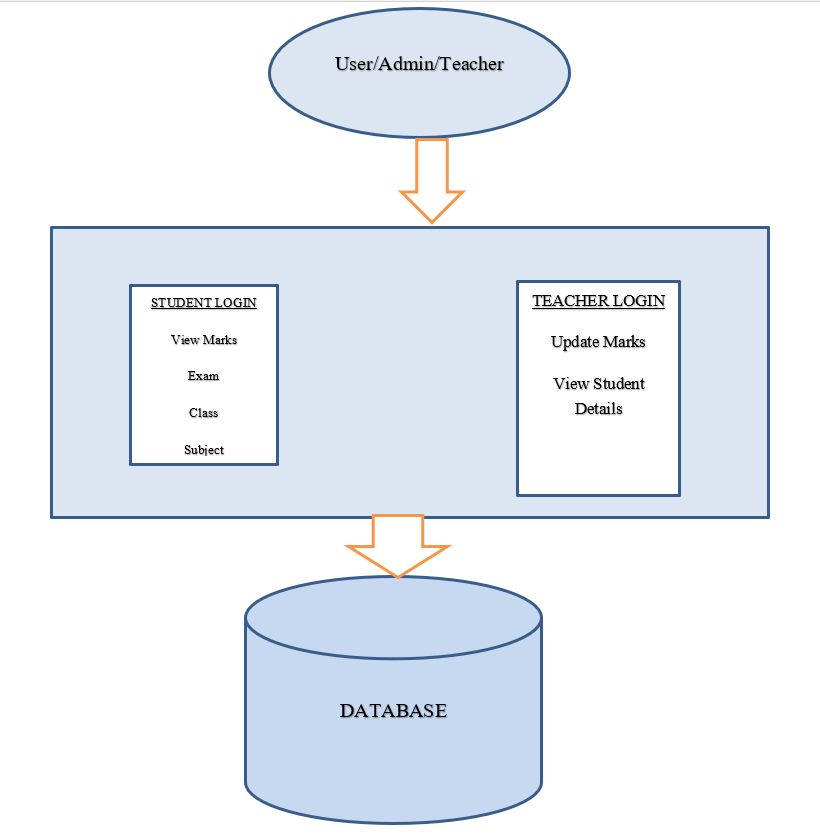 User/Admin/Teacher
STUDENT LOGIN
View Marks
Exam
Class
Subject
TEACHER LOGIN
Update Marks
View Student
Details
DATABASE